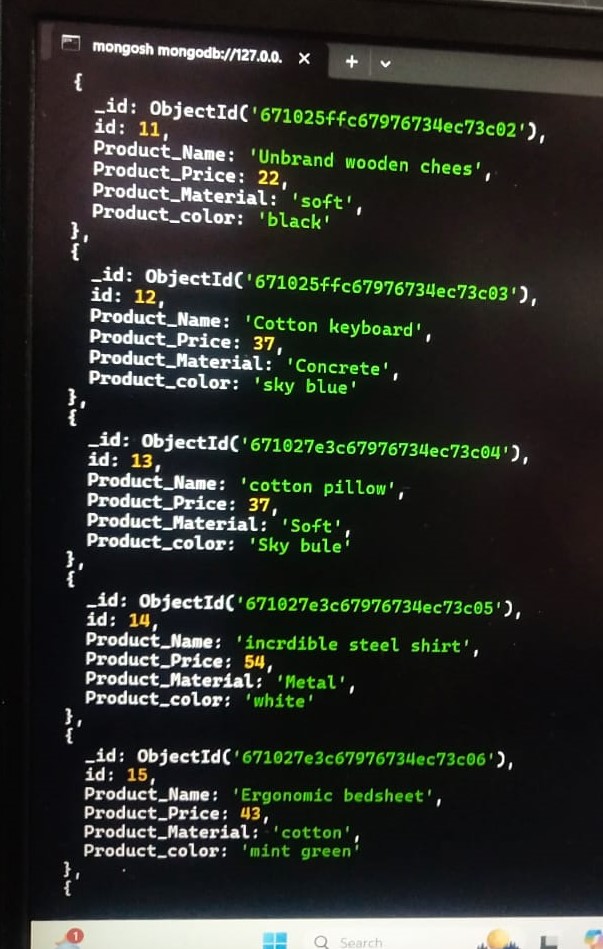 mongosh mongodb://127.0.0. × + ⌄
{
_id: ObjectId('671025ffc67976734ec73c02'),
id: 11,
Product_Name: 'Unbrand wooden chees',
Product_Price: 22,
Product_Material: 'soft',
Product_color: 'black'
},
{
_id: ObjectId('671025ffc67976734ec73c03'),
id: 12,
Product_Name: 'Cotton keyboard',
Product_Price: 37,
Product_Material: 'Concrete',
Product_color: 'sky blue'
},
{
_id: ObjectId('671027e3c67976734ec73c04'),
id: 13,
Product_Name: 'cotton pillow',
Product_Price: 37,
Product_Material: 'Soft',
Product_color: 'Sky bule'
},
{
_id: ObjectId('671027e3c67976734ec73c05'),
id: 14,
Product_Name: 'incrdible steel shirt',
Product_Price: 54,
Product_Material: 'Metal',
Product_color: 'white'
},
{
_id: ObjectId('671027e3c67976734ec73c06'),
id: 15,
Product_Name: 'Ergonomic bedsheet',
Product_Price: 43,
Product_Material: 'cotton',
Product_color: 'mint green'
},
{
1
Search